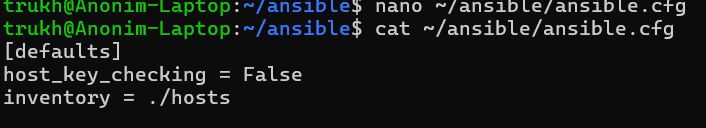 trukh@Anonim-Laptop:~/ansible$ nano ~/ansible/ansible.cfg
trukh@Anonim-Laptop:~/ansible$ cat ~/ansible/ansible.cfg
[defaults]
host_key_checking = False
inventory = ./hosts